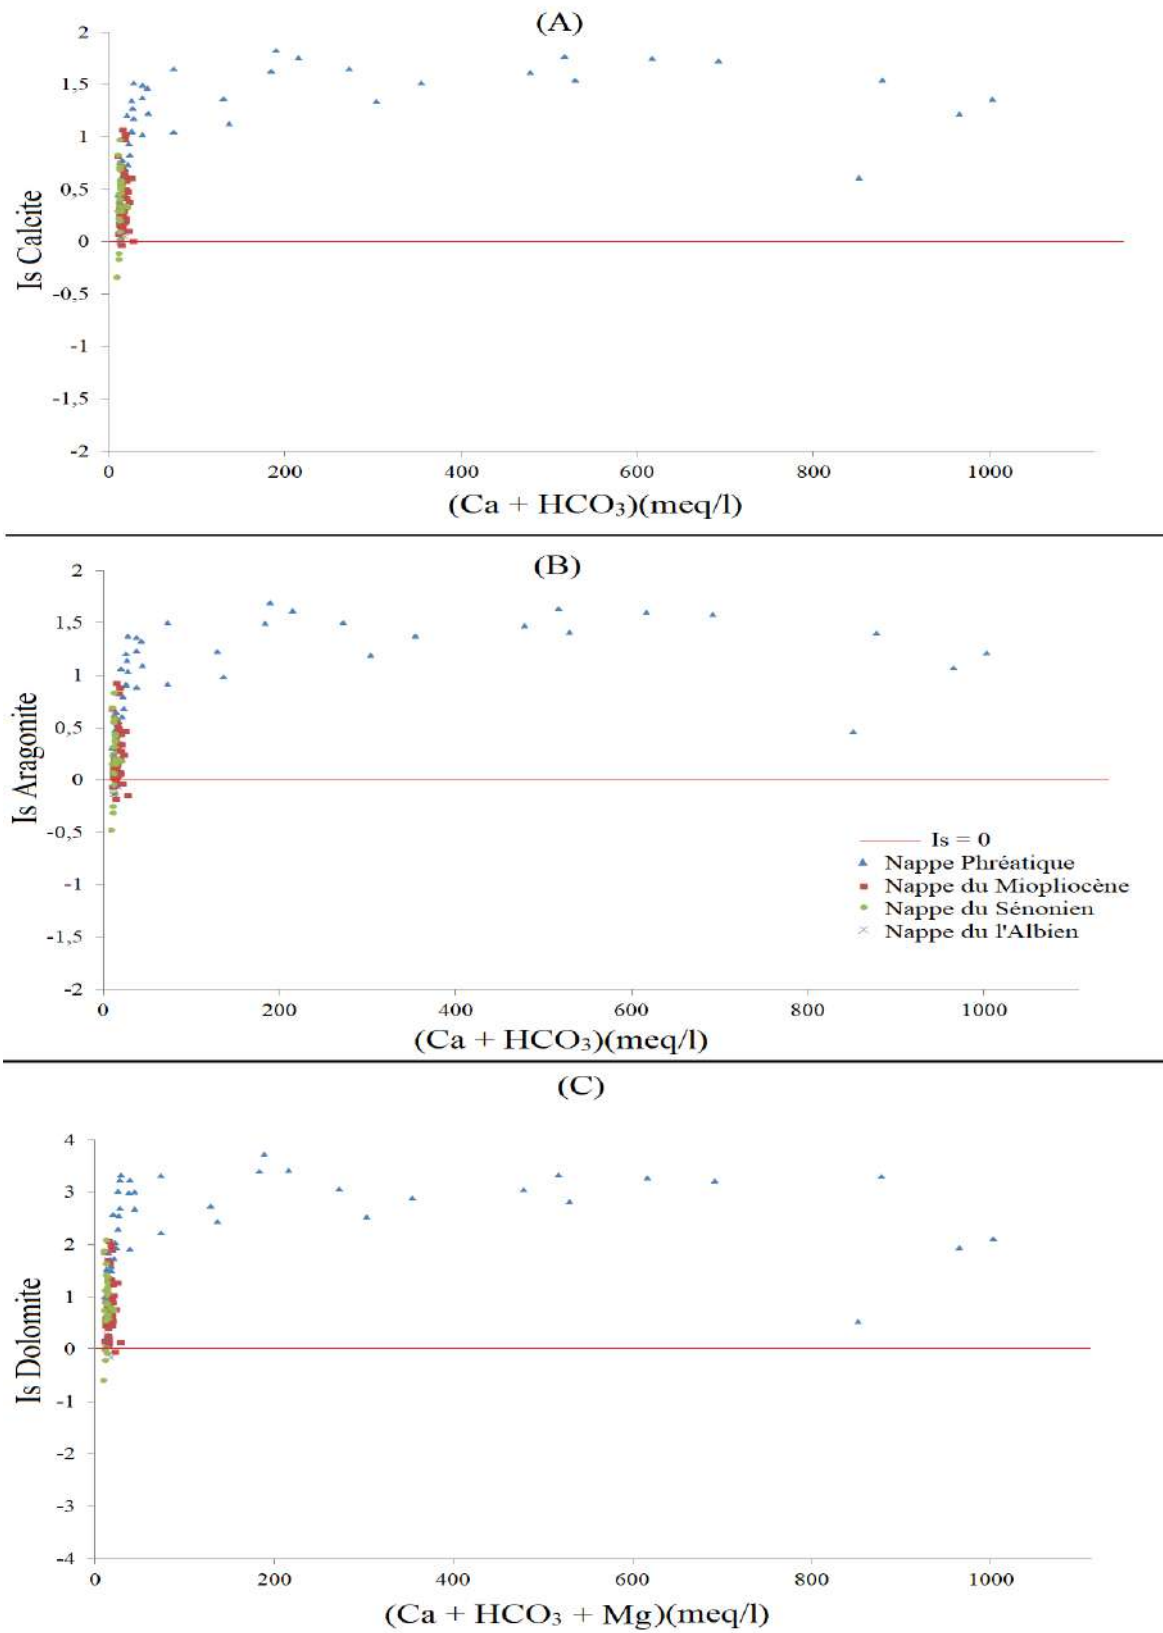 (A)
2
1,5
1
0,5
0
-0,5
-1
-1,5
-2
Is Calcite
0 200 400 600 800 1000
(Ca + HCO₃)(meq/l)
(B)
2
1,5
1
0,5
0
-0,5
-1
-1,5
-2
Is Aragonite
Is = 0
Nappe Phréatique
Nappe du Miopliocène
Nappe du Sénonien
Nappe du l'Albien
0 200 400 600 800 1000
(Ca + HCO₃)(meq/l)
(C)
4
3
2
1
0
-1
-2
-3
-4
Is Dolomite
0 200 400 600 800 1000
(Ca + HCO₃ + Mg)(meq/l)